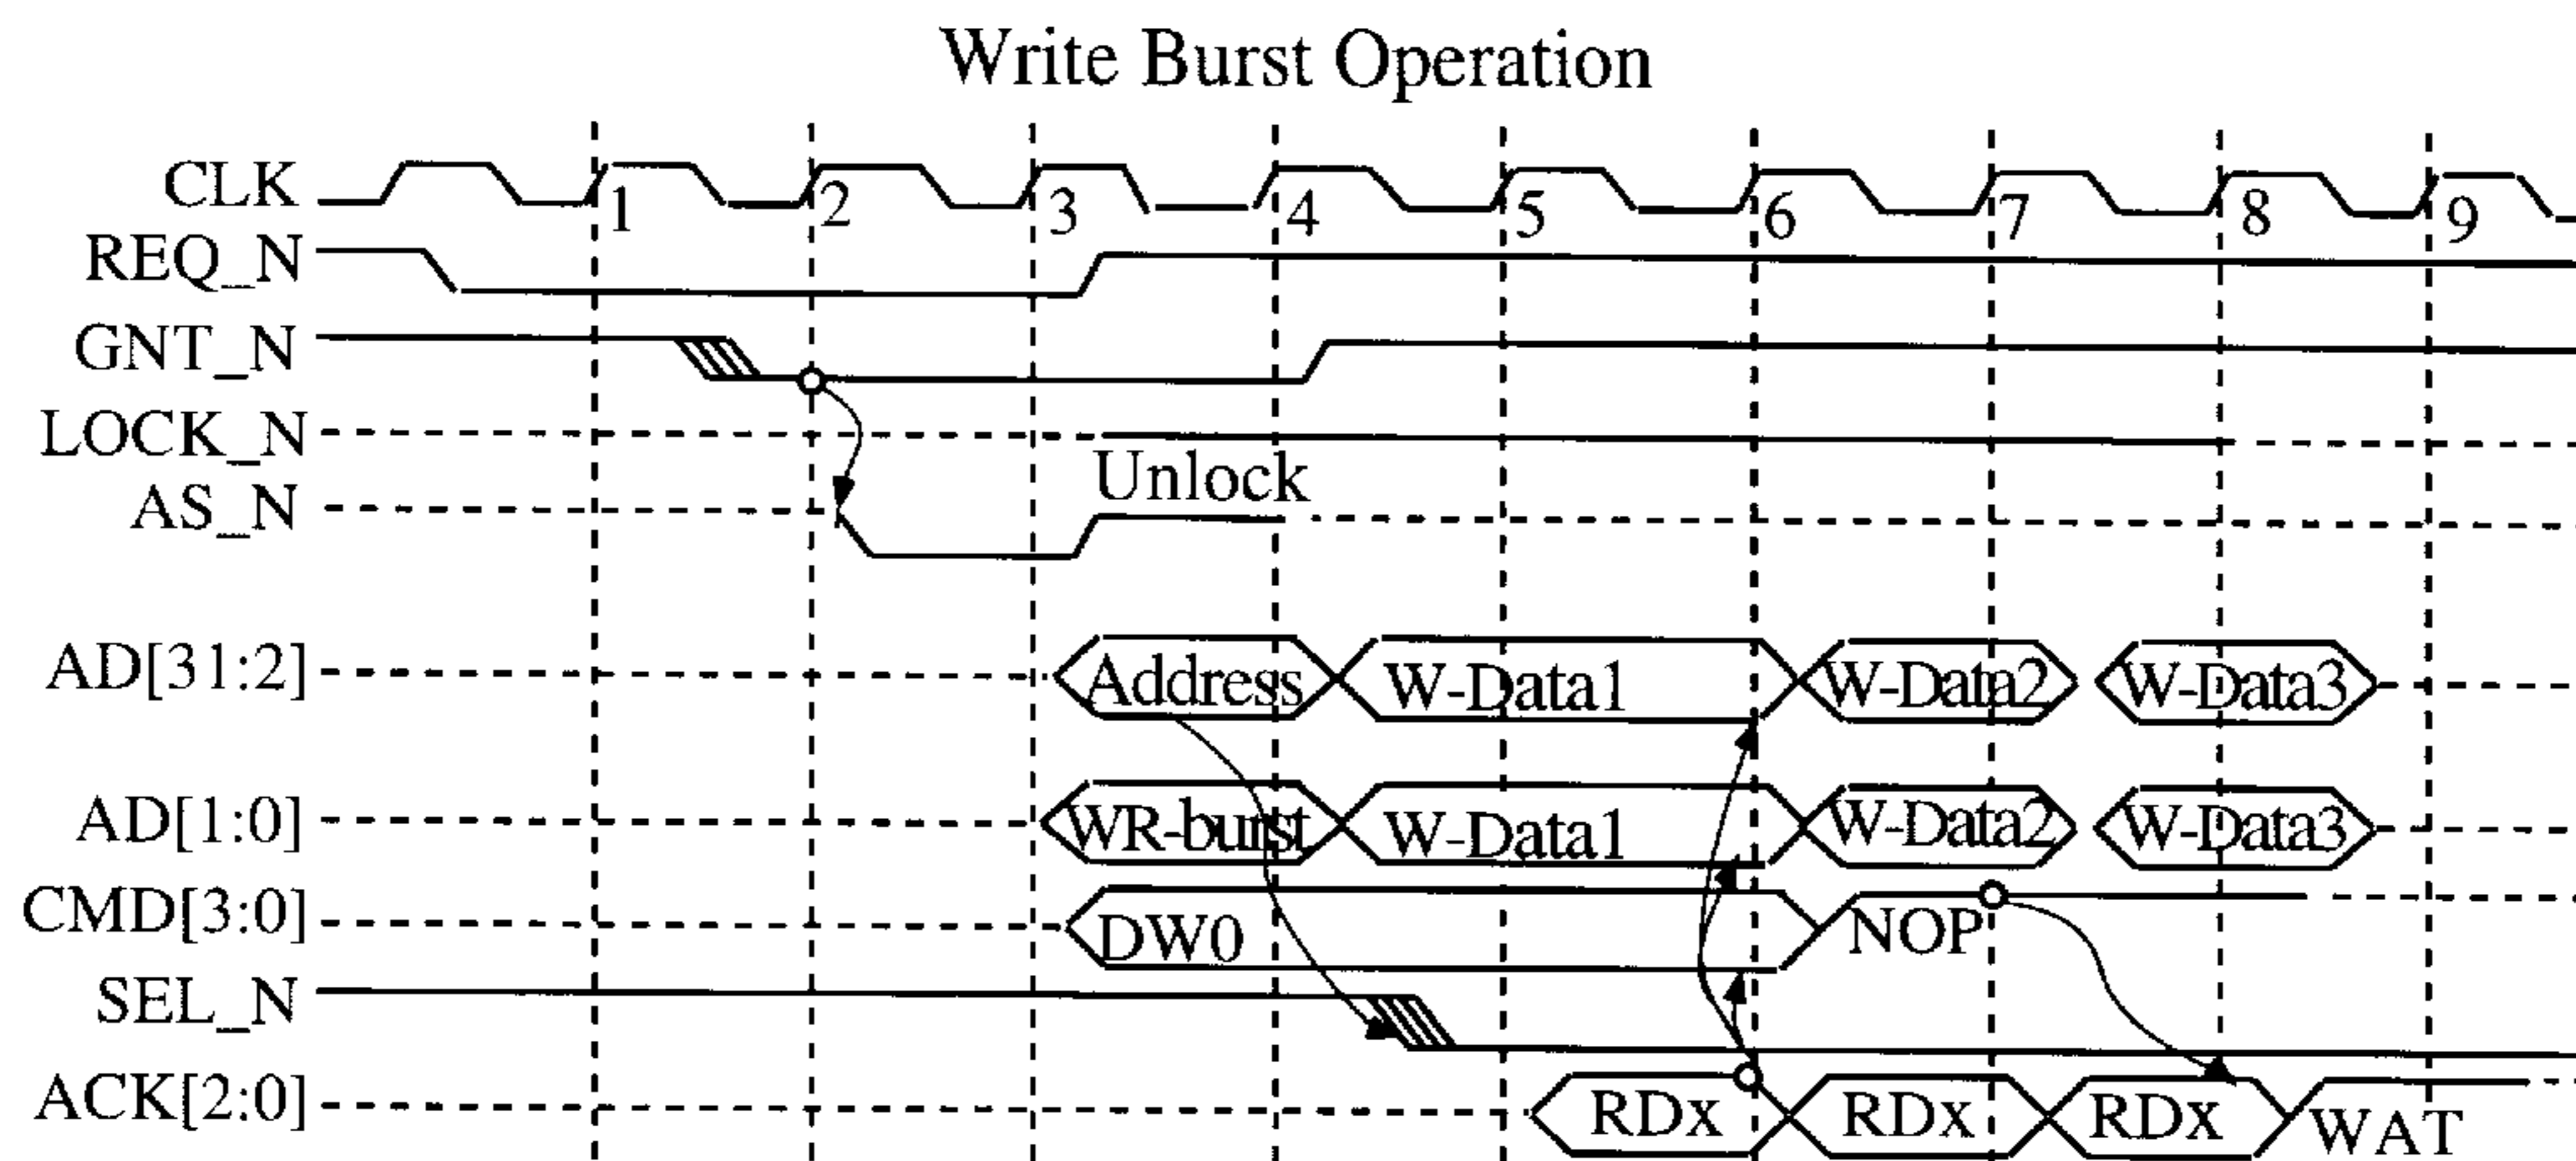 Write Burst Operation
CLK 1 2 3 4 5 6 7 8 9
REQ_N
GNT_N
LOCK_N
Unlock
AS_N
AD[31:2] Address W-Data1 W-Data2 W-Data3
AD[1:0] WR-burst W-Data1 W-Data2 W-Data3
CMD[3:0] DW0 NOP
SEL_N
ACK[2:0] RDx RDx RDx WAT